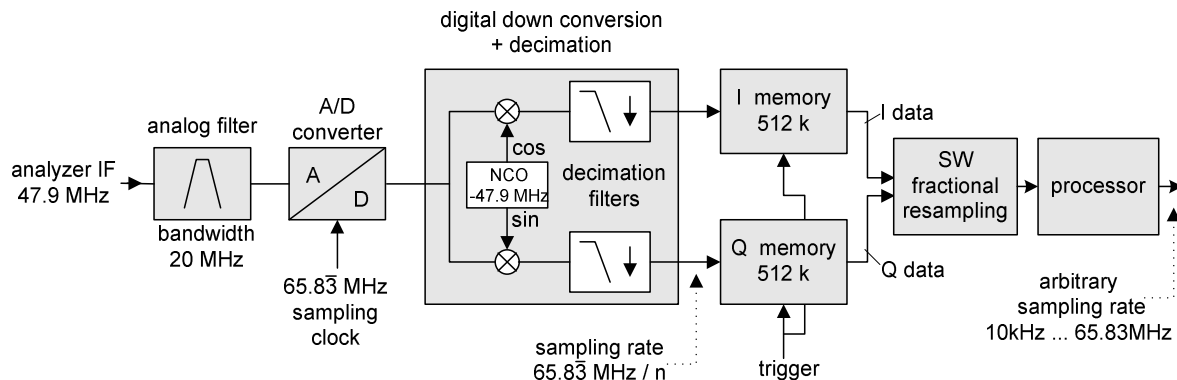 digital down conversion
+ decimation
A/D
converter
analog filter
analyzer IF
47.9 MHz
bandwidth
20 MHz
A
D
65.83̅ MHz
sampling
clock
cos
NCO
-47.9 MHz
sin
decimation
filters
sampling rate
65.83̅ MHz / n
I memory
512 k
Q memory
512 k
trigger
I data
Q data
SW
fractional
resampling
processor
arbitrary
sampling rate
10kHz ... 65.83MHz